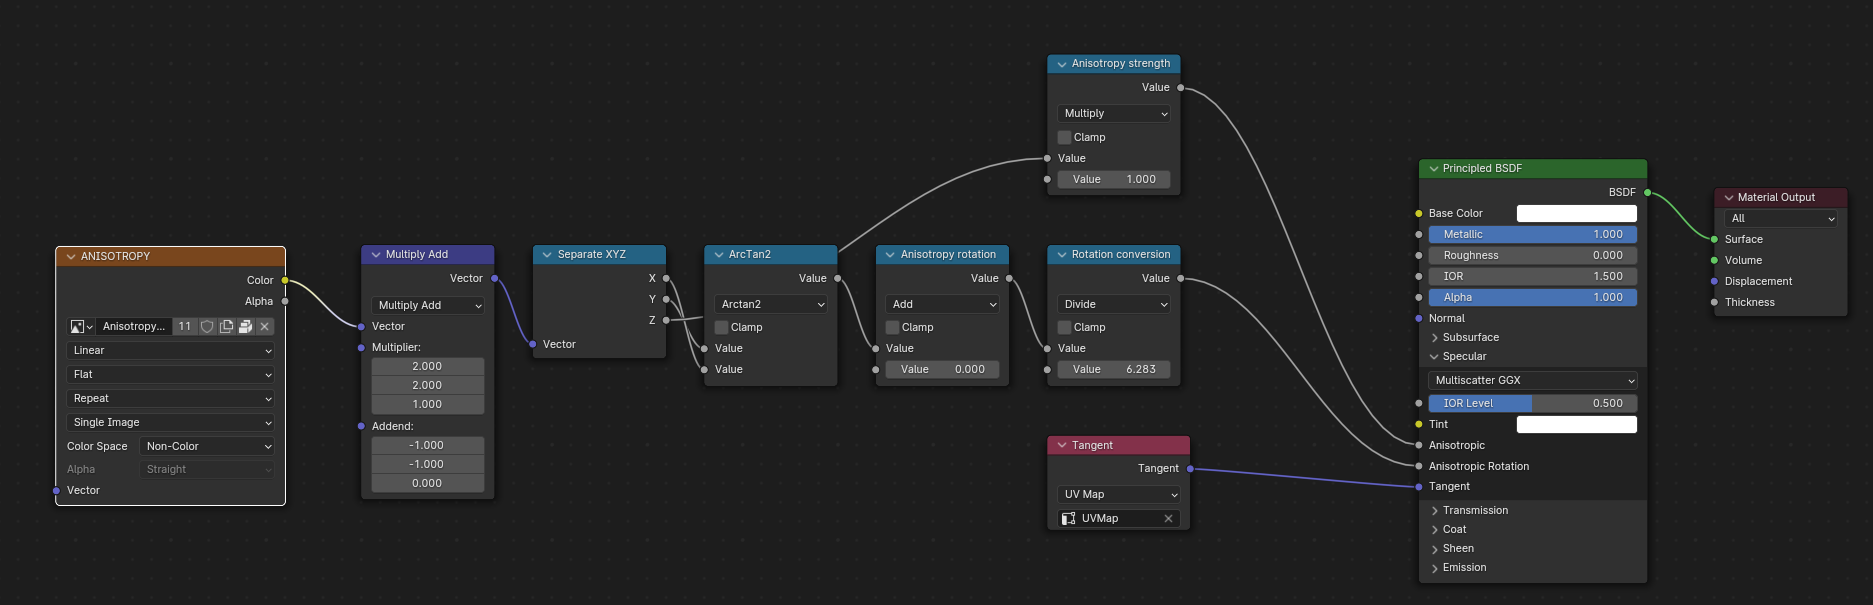 ANISOTROPY
Color
Alpha
Anisotropy...
11
Linear
Flat
Repeat
Single Image
Color Space Non-Color
Alpha Straight
Vector
Multiply Add
Vector
Multiply Add
Vector
Multiplier:
2.000
2.000
1.000
Addend:
-1.000
-1.000
0.000
Separate XYZ
X
Y
Z
Vector
ArcTan2
Value
Arctan2
Clamp
Value
Value
Anisotropy rotation
Value
Add
Clamp
Value
Value 0.000
Anisotropy strength
Value
Multiply
Clamp
Value
Value 1.000
Rotation conversion
Value
Divide
Clamp
Value
Value 6.283
Tangent
Tangent
UV Map
UVMap
Principled BSDF
BSDF
Base Color
Metallic 1.000
Roughness 0.000
IOR 1.500
Alpha 1.000
Normal
Subsurface
Specular
Multiscatter GGX
IOR Level 0.500
Tint
Anisotropic
Anisotropic Rotation
Tangent
Transmission
Coat
Sheen
Emission
Material Output
All
Surface
Volume
Displacement
Thickness